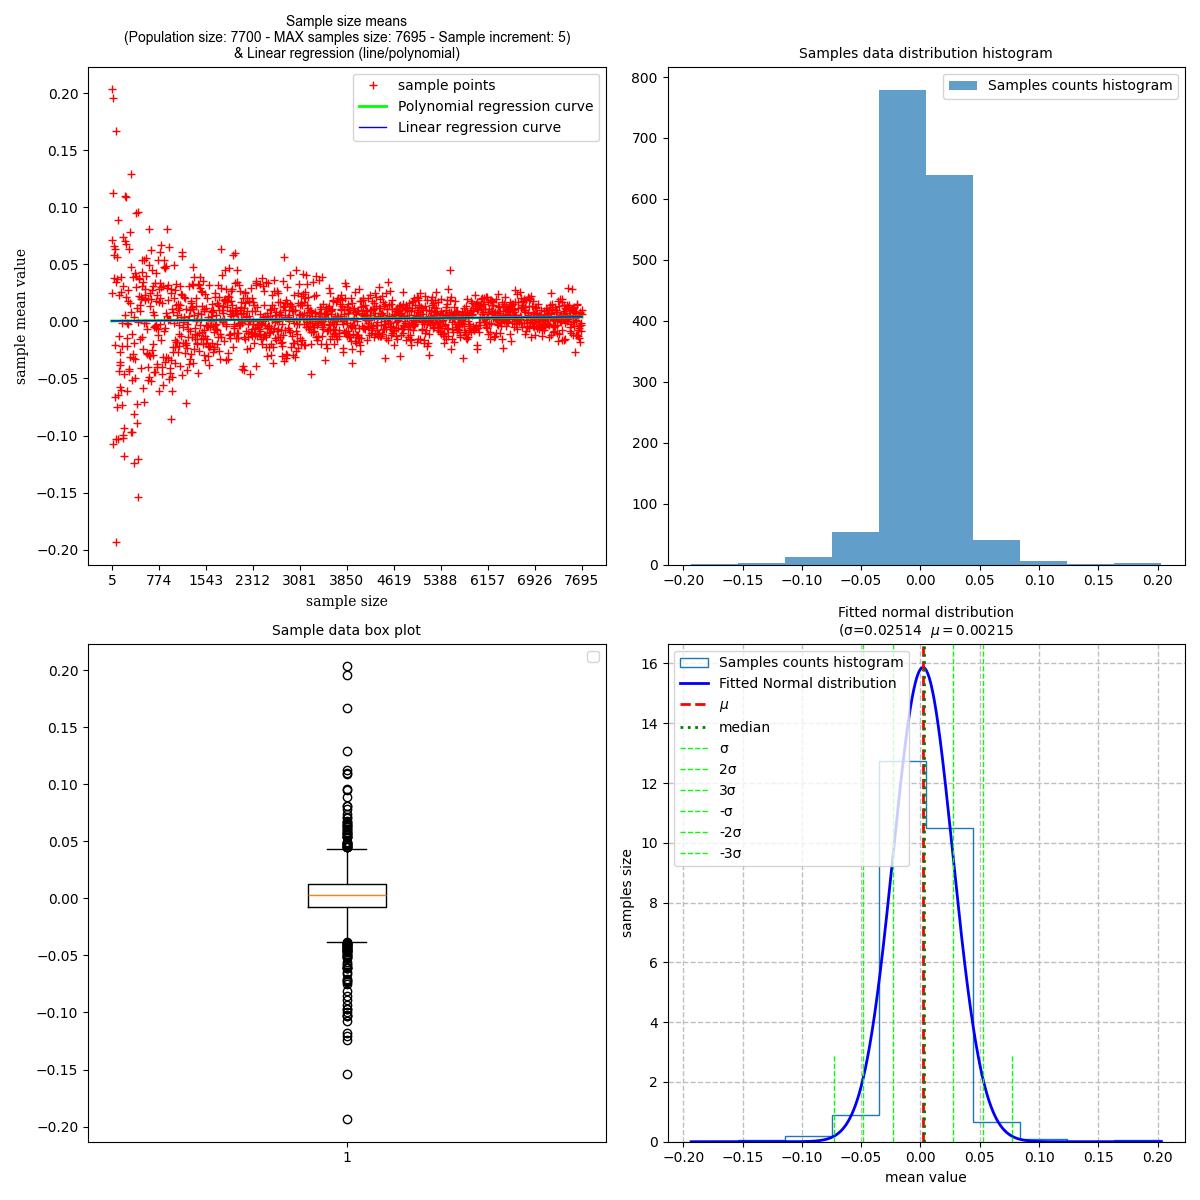 Sample size means
(Population size: 7700 - MAX samples size: 7695 - Sample increment: 5)
& Linear regression (line/polynomial)
sample points
Polynomial regression curve
Linear regression curve
0.20
0.15
0.10
0.05
0.00
−0.05
−0.10
−0.15
−0.20
sample mean value
5 774 1543 2312 3081 3850 4619 5388 6157 6926 7695
sample size
Samples data distribution histogram
Samples counts histogram
800
700
600
500
400
300
200
100
0
−0.20 −0.15 −0.10 −0.05 0.00 0.05 0.10 0.15 0.20
Sample data box plot
0.20
0.15
0.10
0.05
0.00
−0.05
−0.10
−0.15
−0.20
1
Fitted normal distribution
(σ=0.02514 μ = 0.00215
Samples counts histogram
Fitted Normal distribution
μ
median
σ
2σ
3σ
-σ
-2σ
-3σ
16
14
12
10
8
6
4
2
0
samples size
−0.20 −0.15 −0.10 −0.05 0.00 0.05 0.10 0.15 0.20
mean value